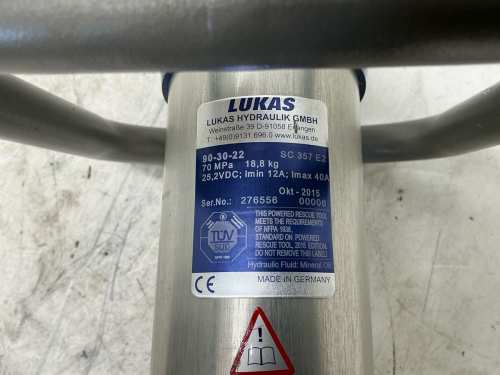 LUKAS
LUKAS HYDRAULIK GMBH
Weinstraße 39 D-91058 Erlangen
T: +49(0)9131 698 0 www.lukas.de
90-30-22 SC 357 E2
70 MPa 18,8 kg
25,2VDC; Imin 12A; Imax 40A
Okt - 2015
Ser.No.: 276556 00000
TÜV
SÜD
THIS POWERED RESCUE TOOL
MEETS THE REQUIREMENTS
OF NFPA 1936,
STANDARD ON POWERED
RESCUE TOOL, 2015 EDITION.
DO NOT REMOVE THIS LABEL!
Hydraulic Fluid: Mineral Oil
CE MADE IN GERMANY